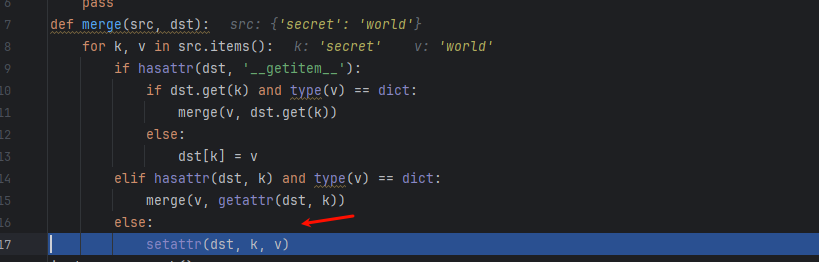 6 pass
7 def merge(src, dst): src: {'secret': 'world'}
8 for k, v in src.items(): k: 'secret' v: 'world'
9 if hasattr(dst, '__getitem__'):
10 if dst.get(k) and type(v) == dict:
11 merge(v, dst.get(k))
12 else:
13 dst[k] = v
14 elif hasattr(dst, k) and type(v) == dict:
15 merge(v, getattr(dst, k))
16 else:
17 setattr(dst, k, v)